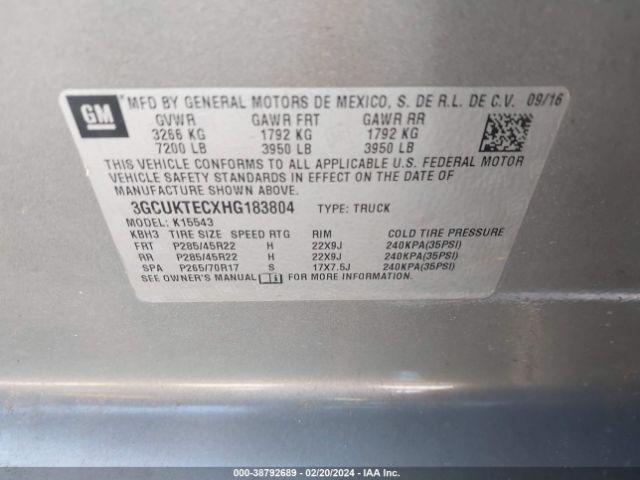 GM
MFD BY GENERAL MOTORS DE MEXICO, S. DE R.L. DE C.V. 09/16
GVWR GAWR FRT GAWR RR
3266 KG 1792 KG 1792 KG
7200 LB 3950 LB 3950 LB
THIS VEHICLE CONFORMS TO ALL APPLICABLE U.S. FEDERAL MOTOR
VEHICLE SAFETY STANDARDS IN EFFECT ON THE DATE OF
MANUFACTURE SHOWN ABOVE.
3GCUKTECXHG183804 TYPE: TRUCK
MODEL: K15543
KBH3 TIRE SIZE SPEED RTG RIM COLD TIRE PRESSURE
FRT P285/45R22 H 22X9J 240KPA(35PSI)
RR P285/45R22 H 22X9J 240KPA(35PSI)
SPA P265/70R17 S 17X7.5J 240KPA(35PSI)
SEE OWNER'S MANUAL FOR MORE INFORMATION.
000-38792689 - 02/20/2024 - IAAI.COM